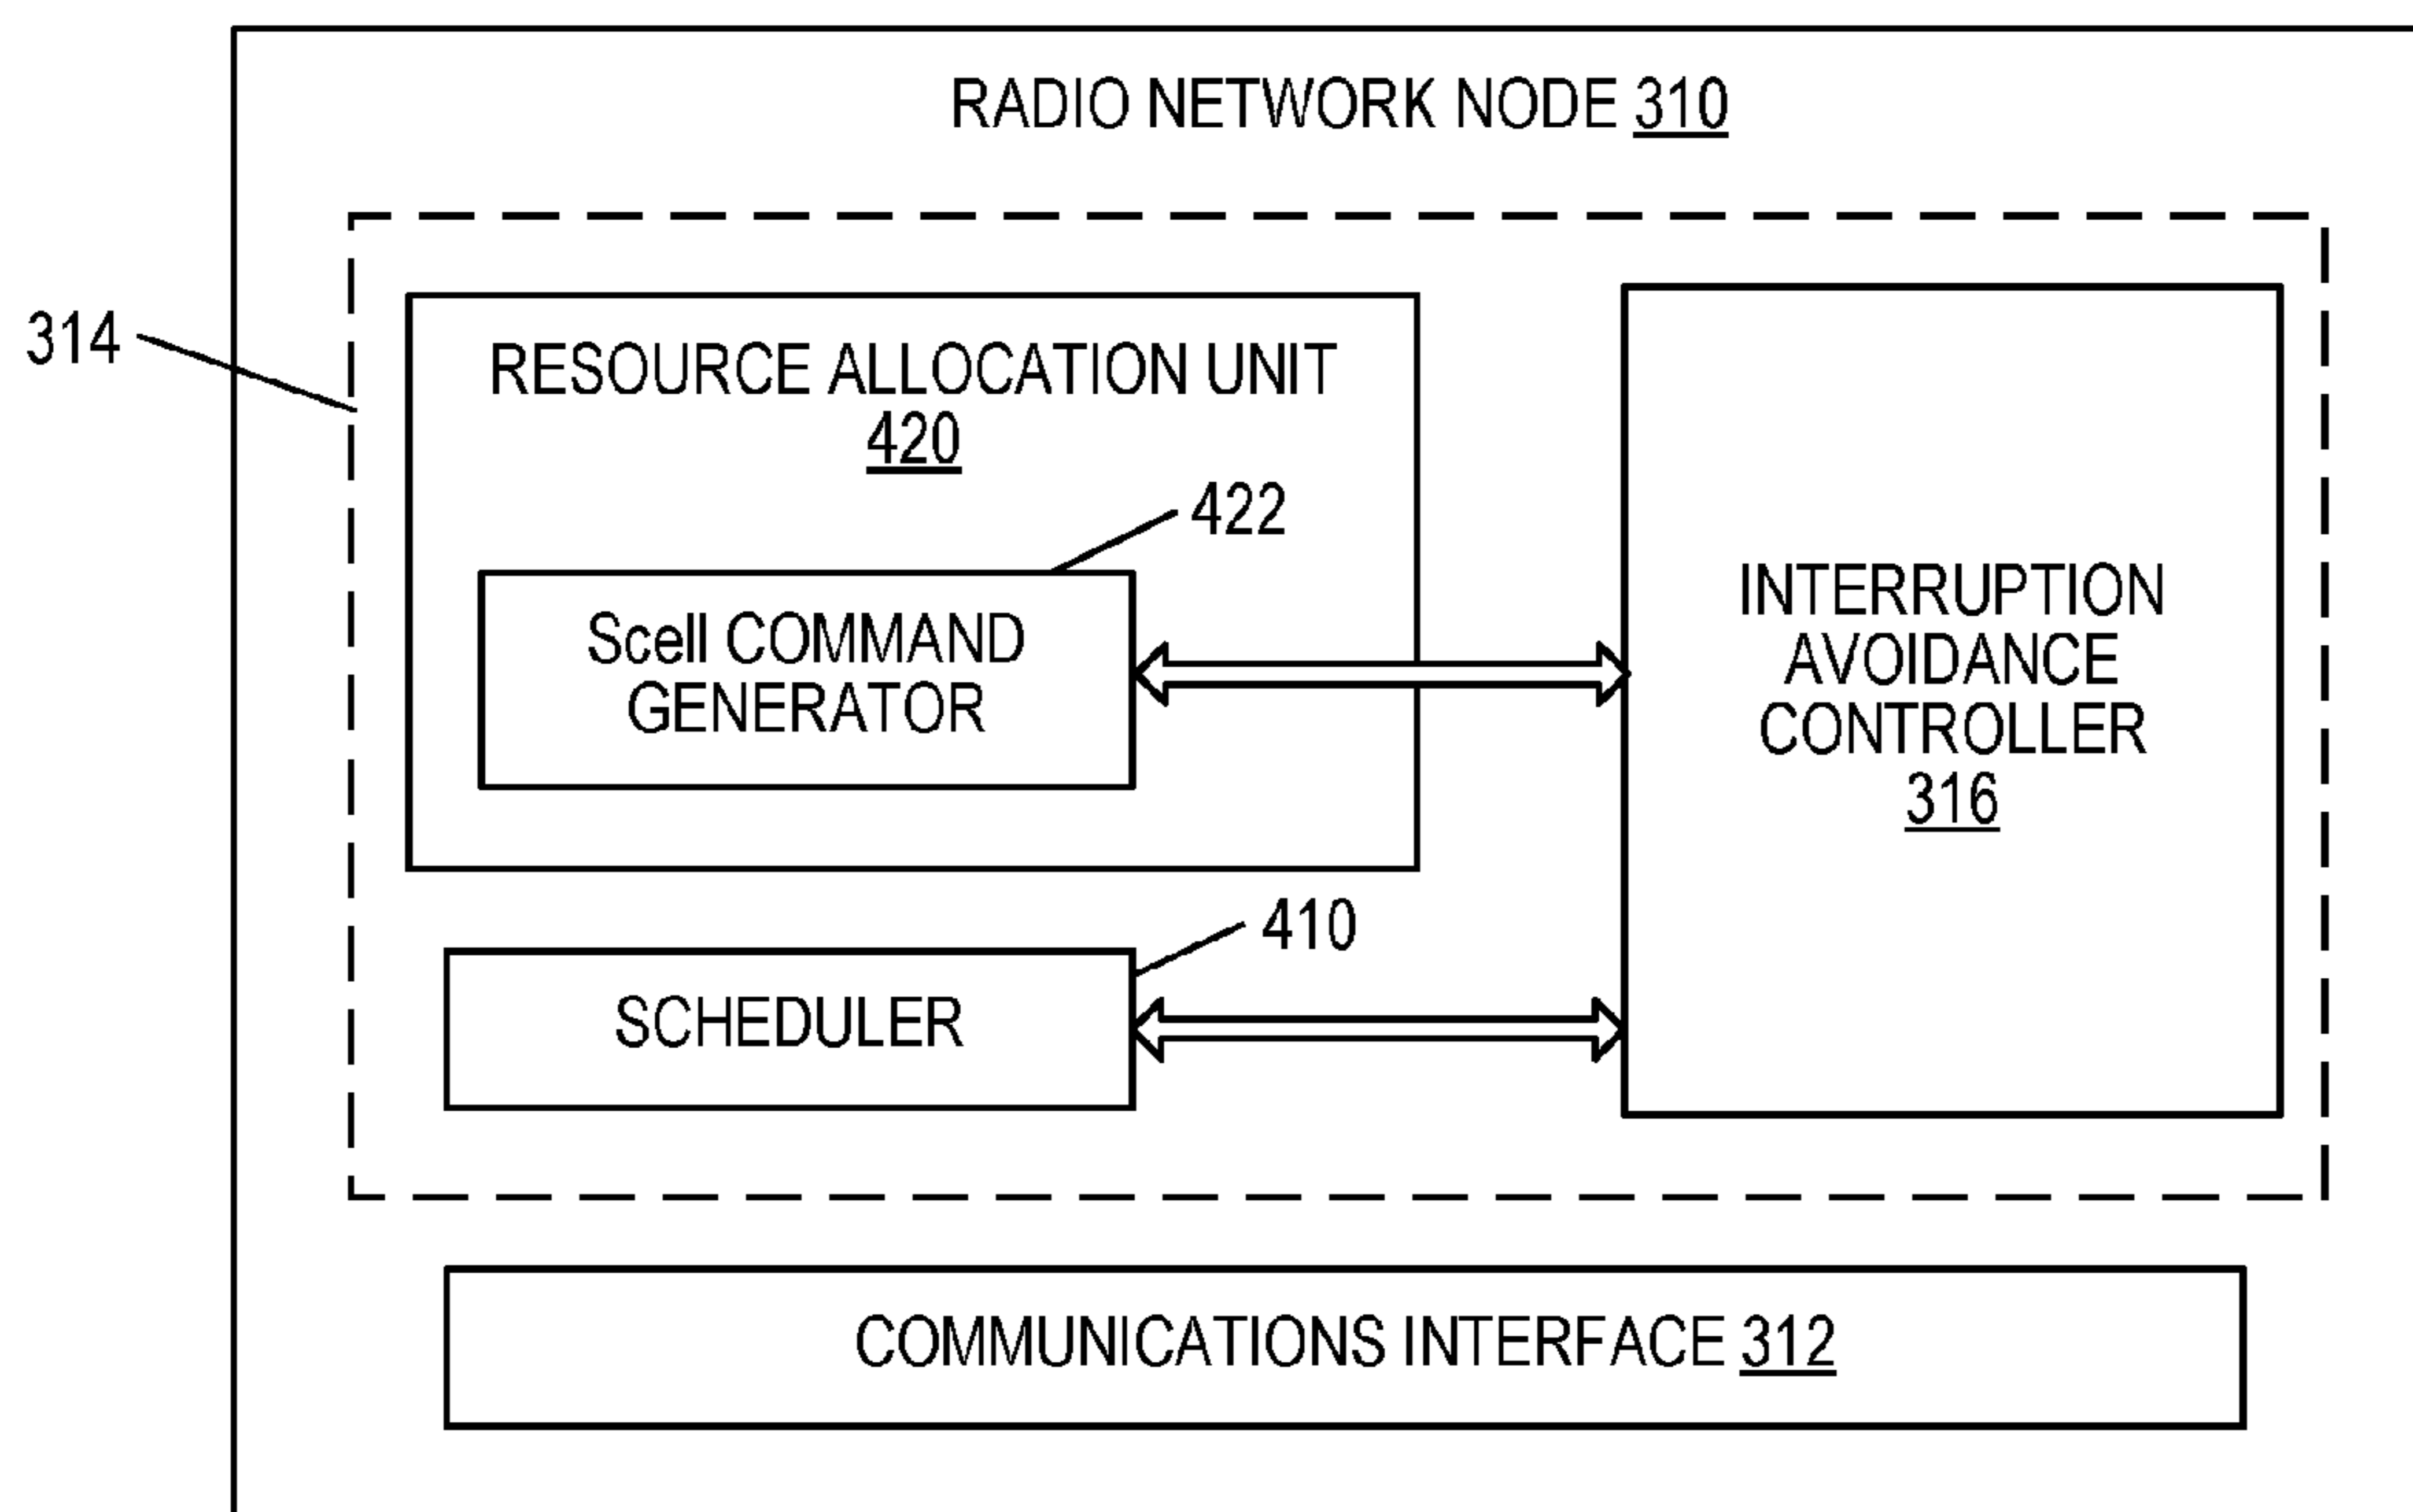 RADIO NETWORK NODE 310
314
RESOURCE ALLOCATION UNIT
420
422
Scell COMMAND
GENERATOR
INTERRUPTION
AVOIDANCE
CONTROLLER
316
410
SCHEDULER
COMMUNICATIONS INTERFACE 312